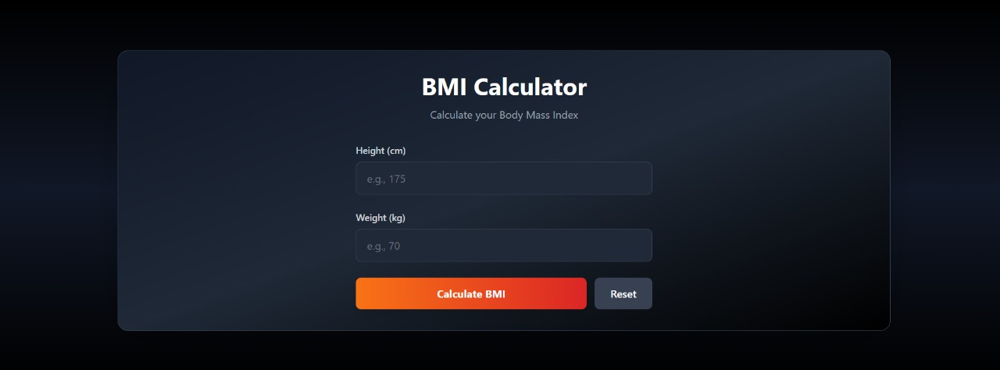 BMI Calculator
Calculate your Body Mass Index
Height (cm)
e.g., 175
Weight (kg)
e.g., 70
Calculate BMI Reset